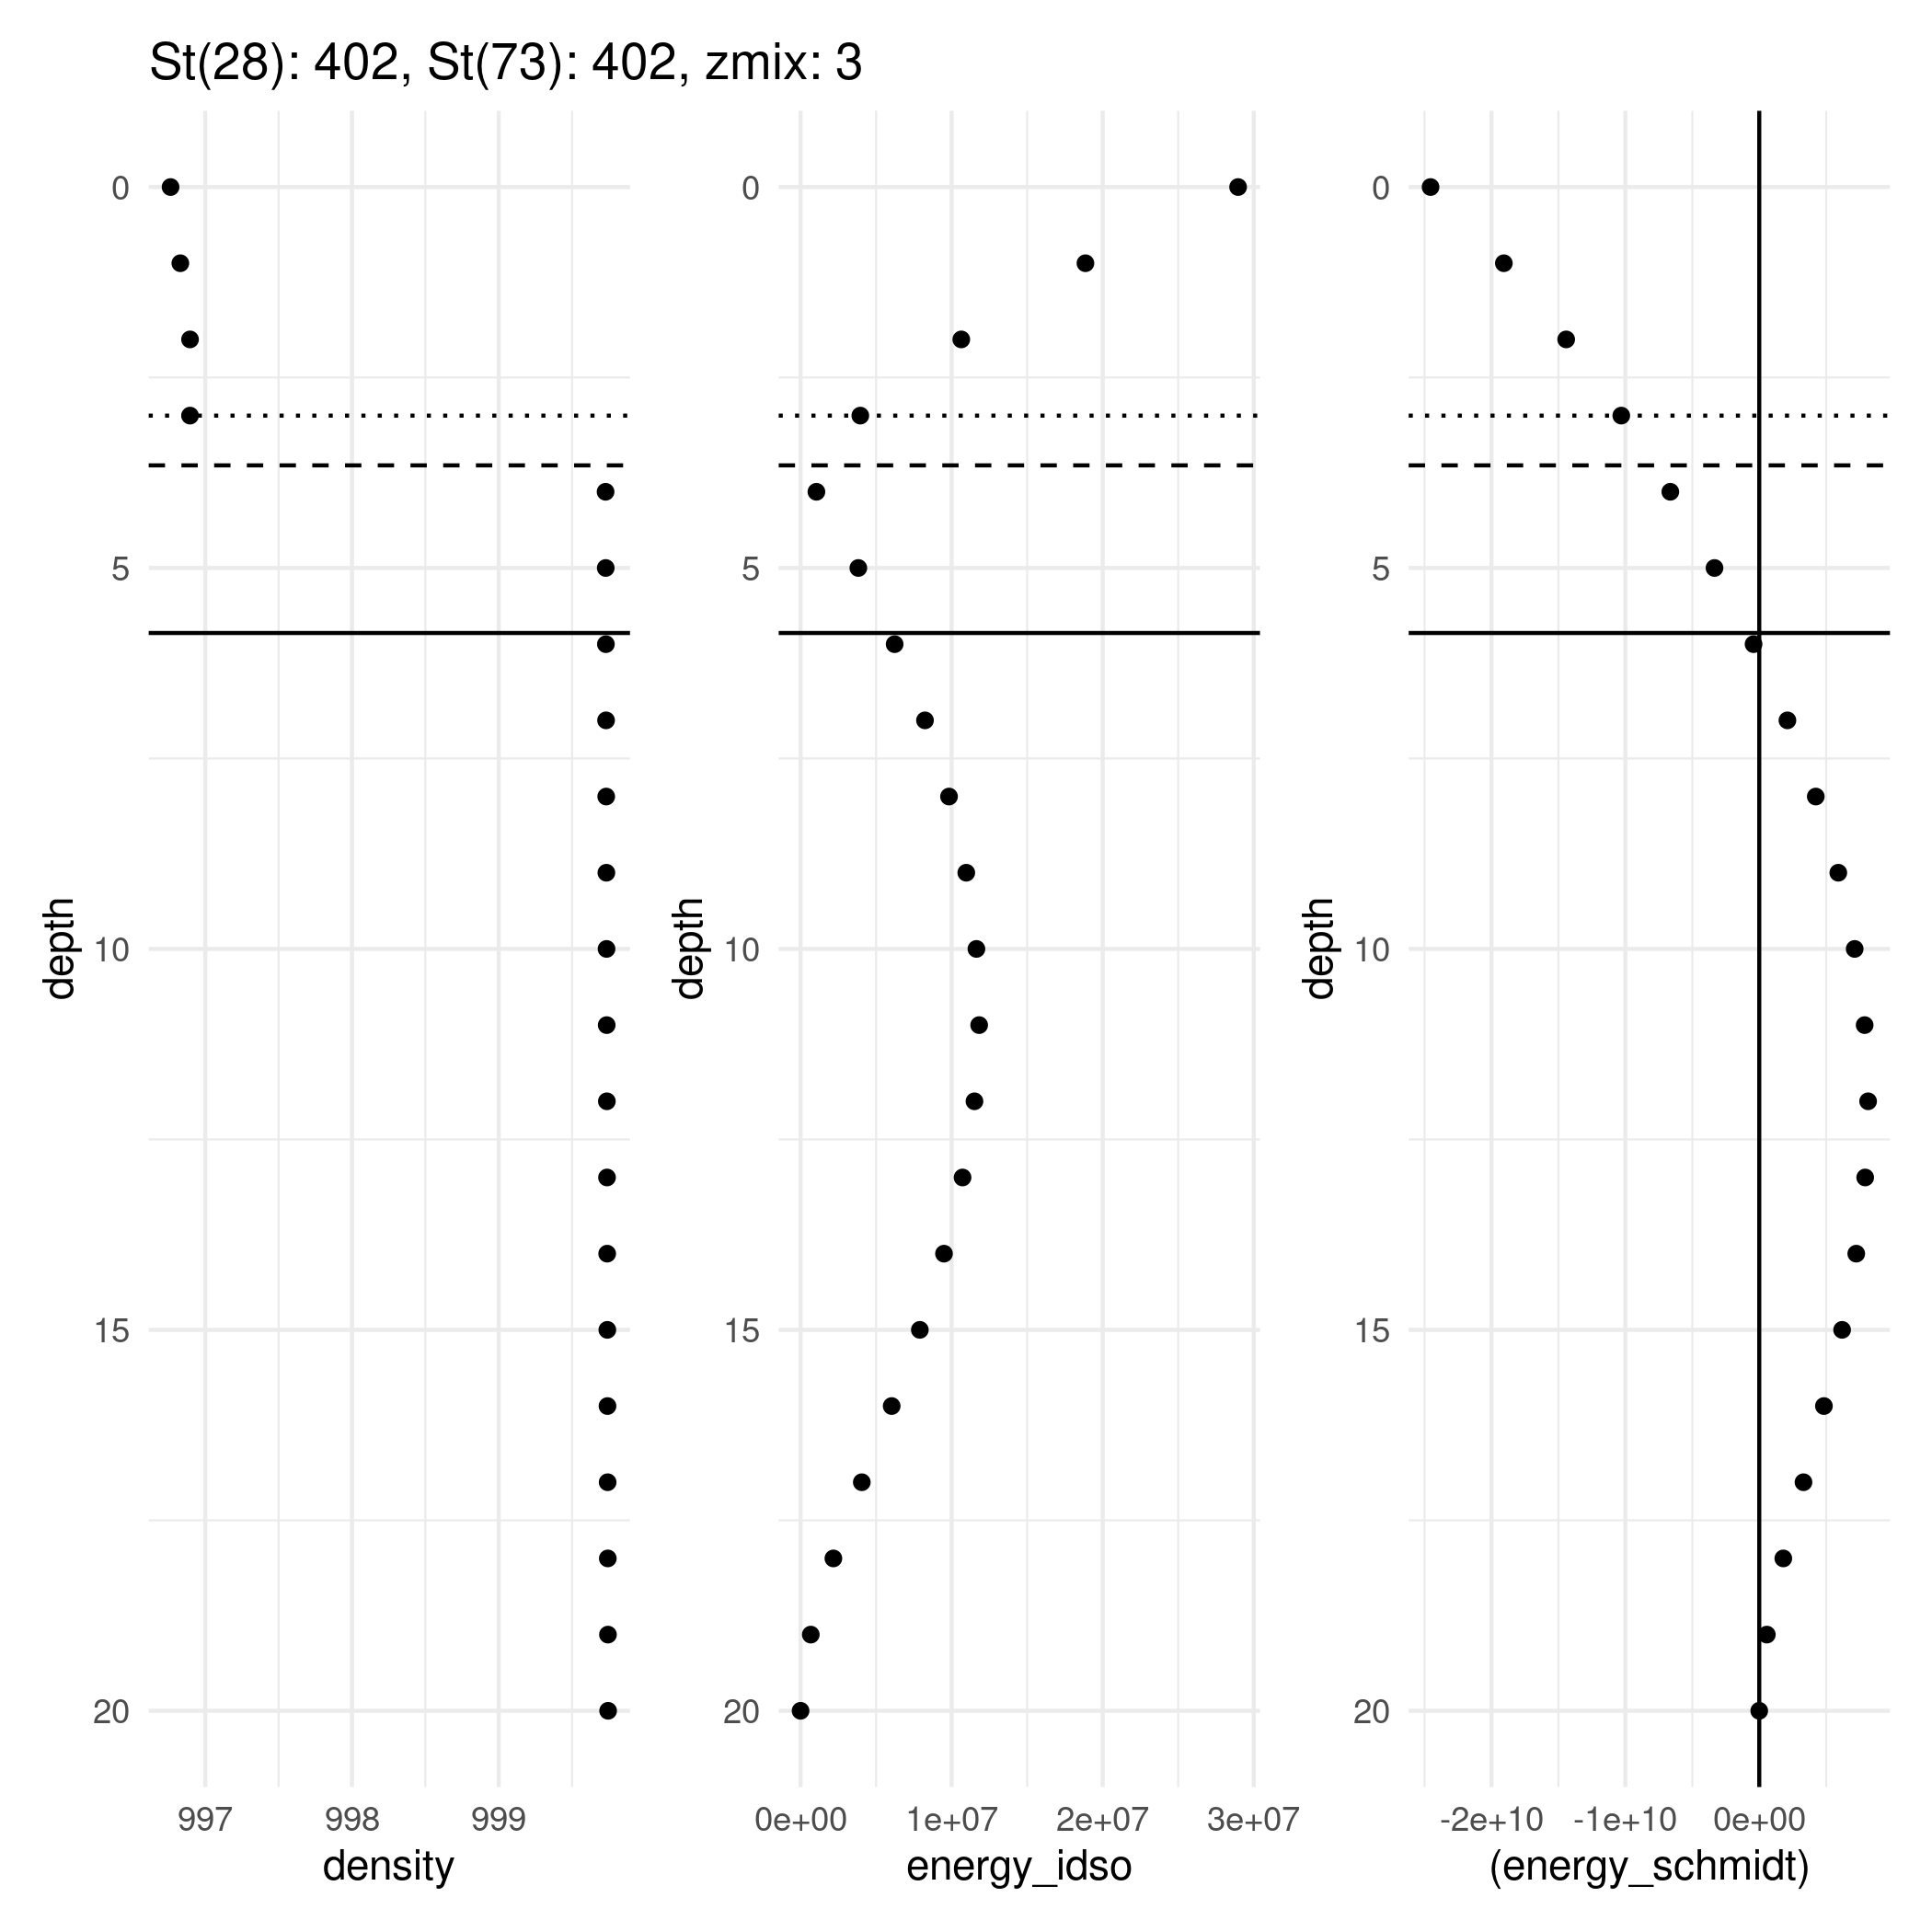 St(28): 402, St(73): 402, zmix: 3
0
5
10
15
20
depth
997 998 999
density
0
5
10
15
20
depth
0e+00 1e+07 2e+07 3e+07
energy_idso
0
5
10
15
20
depth
-2e+10 -1e+10 0e+00
(energy_schmidt)